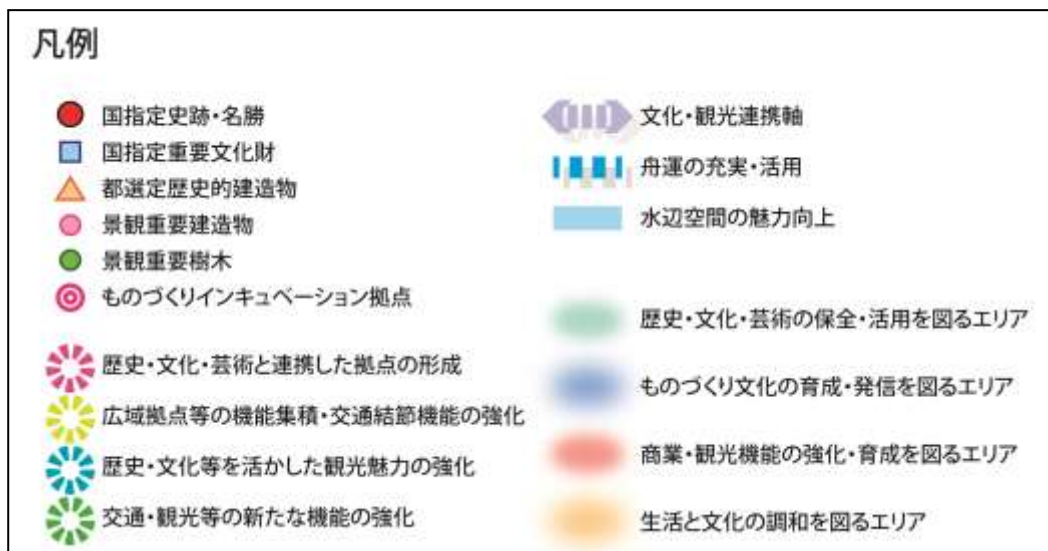 凡例
国指定史跡・名勝
国指定重要文化財
都選定歴史的建造物
景観重要建造物
景観重要樹木
ものづくりインキュベーション拠点
歴史・文化・芸術と連携した拠点の形成
広域拠点等の機能集積・交通結節機能の強化
歴史・文化等を活かした観光魅力の強化
交通・観光等の新たな機能の強化
文化・観光連携軸
舟運の充実・活用
水辺空間の魅力向上
歴史・文化・芸術の保全・活用を図るエリア
ものづくり文化の育成・発信を図るエリア
商業・観光機能の強化・育成を図るエリア
生活と文化の調和を図るエリア